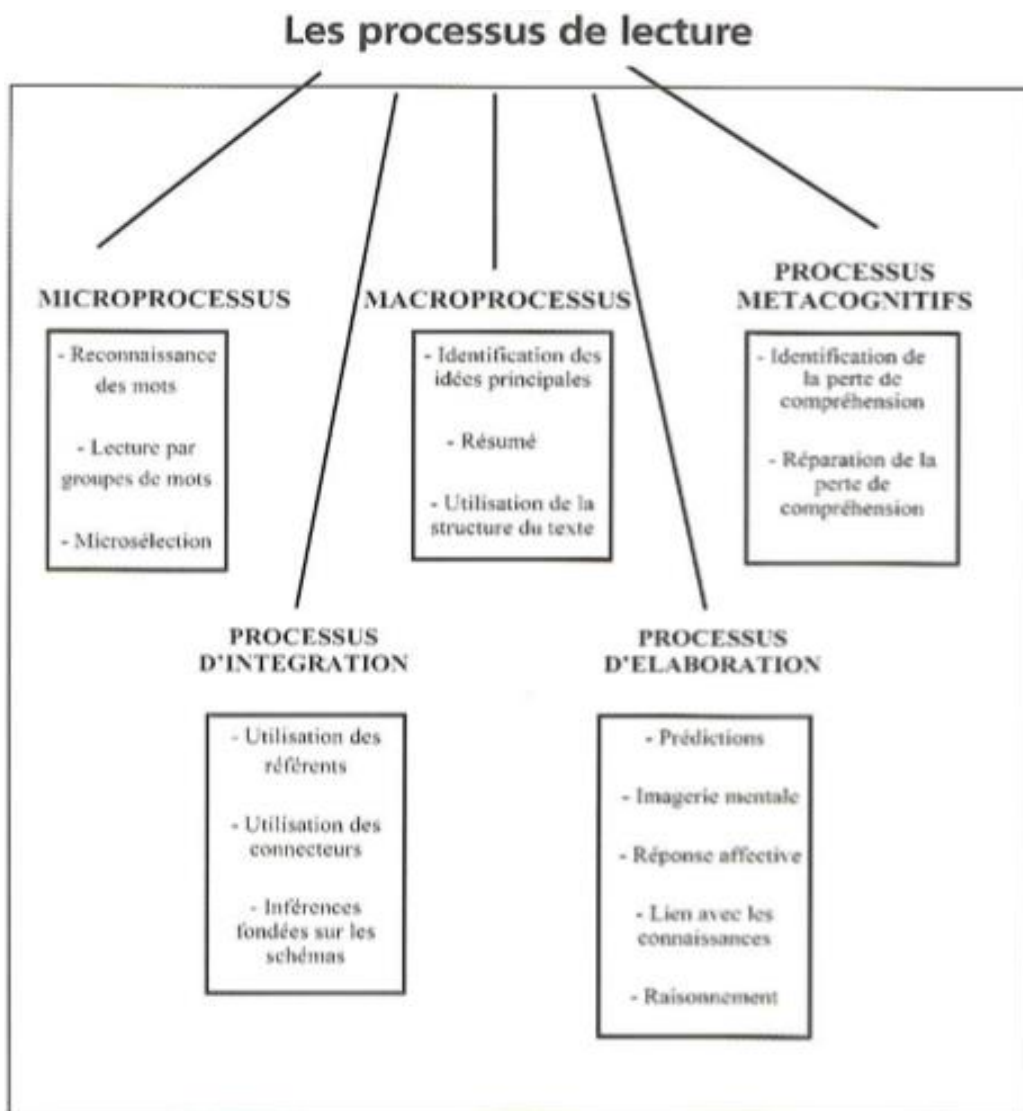 Les processus de lecture
MICROPROCESSUS
- Reconnaissance
des mots
- Lecture par
groupes de mots
- Microsélection
MACROPROCESSUS
- Identification des
idées principales
- Résumé
- Utilisation de la
structure du texte
PROCESSUS
METACOGNITIFS
- Identification de
la perte de
compréhension
- Réparation de la
perte de
compréhension
PROCESSUS
D'INTEGRATION
- Utilisation des
référents
- Utilisation des
connecteurs
- Inférences
fondées sur les
schémas
PROCESSUS
D'ELABORATION
- Prédictions
- Imagerie mentale
- Réponse affective
- Lien avec les
connaissances
- Raisonnement